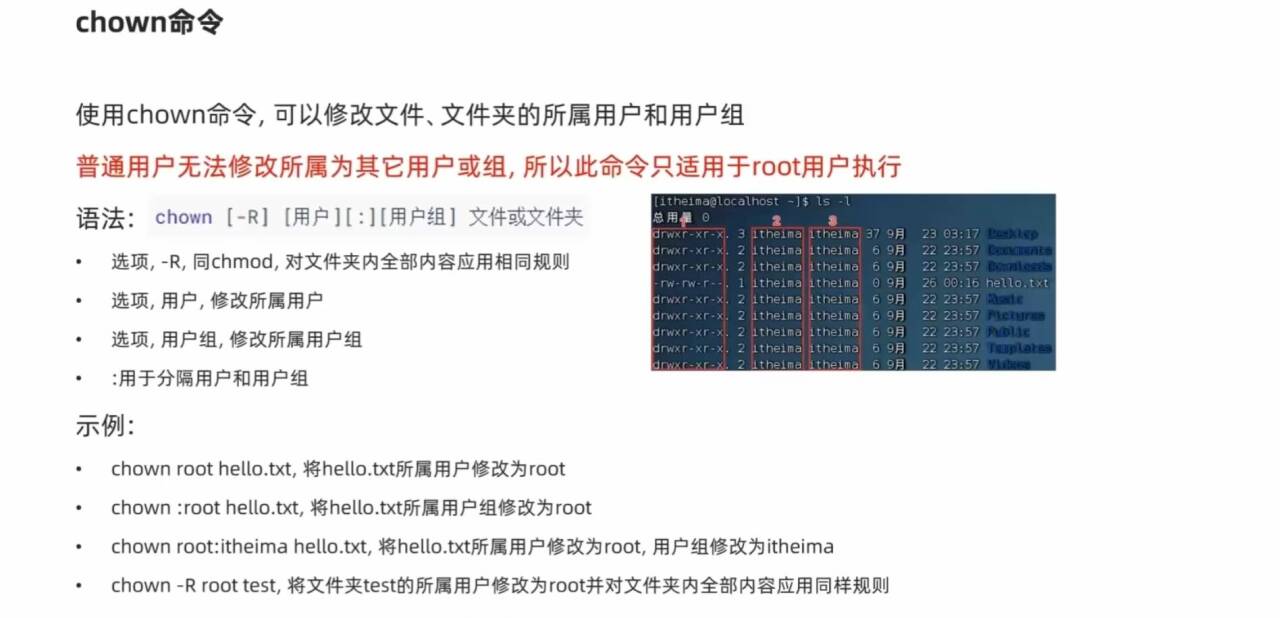 chown命令
使用chown命令, 可以修改文件、文件夹的所属用户和用户组
普通用户无法修改所属为其它用户或组, 所以此命令只适用于root用户执行
语法: chown [-R] [用户][:][用户组] 文件或文件夹
• 选项, -R, 同chmod, 对文件夹内全部内容应用相同规则
• 选项, 用户, 修改所属用户
• 选项, 用户组, 修改所属用户组
• :用于分隔用户和用户组
[itheima@localhost ~]$ ls -l
总用量 0
1 2 3
drwxr-xr-x. 3 itheima itheima 37 9月 23 03:17 Desktop
drwxr-xr-x. 2 itheima itheima 6 9月 22 23:57 Documents
drwxr-xr-x. 2 itheima itheima 6 9月 22 23:57 Downloads
-rw-rw-r--. 1 itheima itheima 0 9月 26 00:16 hello.txt
drwxr-xr-x. 2 itheima itheima 6 9月 22 23:57 Music
drwxr-xr-x. 2 itheima itheima 6 9月 22 23:57 Pictures
drwxr-xr-x. 2 itheima itheima 6 9月 22 23:57 Public
drwxr-xr-x. 2 itheima itheima 6 9月 22 23:57 Templates
drwxr-xr-x. 2 itheima itheima 6 9月 22 23:57 Videos
示例:
• chown root hello.txt, 将hello.txt所属用户修改为root
• chown :root hello.txt, 将hello.txt所属用户组修改为root
• chown root:itheima hello.txt, 将hello.txt所属用户修改为root, 用户组修改为itheima
• chown -R root test, 将文件夹test的所属用户修改为root并对文件夹内全部内容应用同样规则